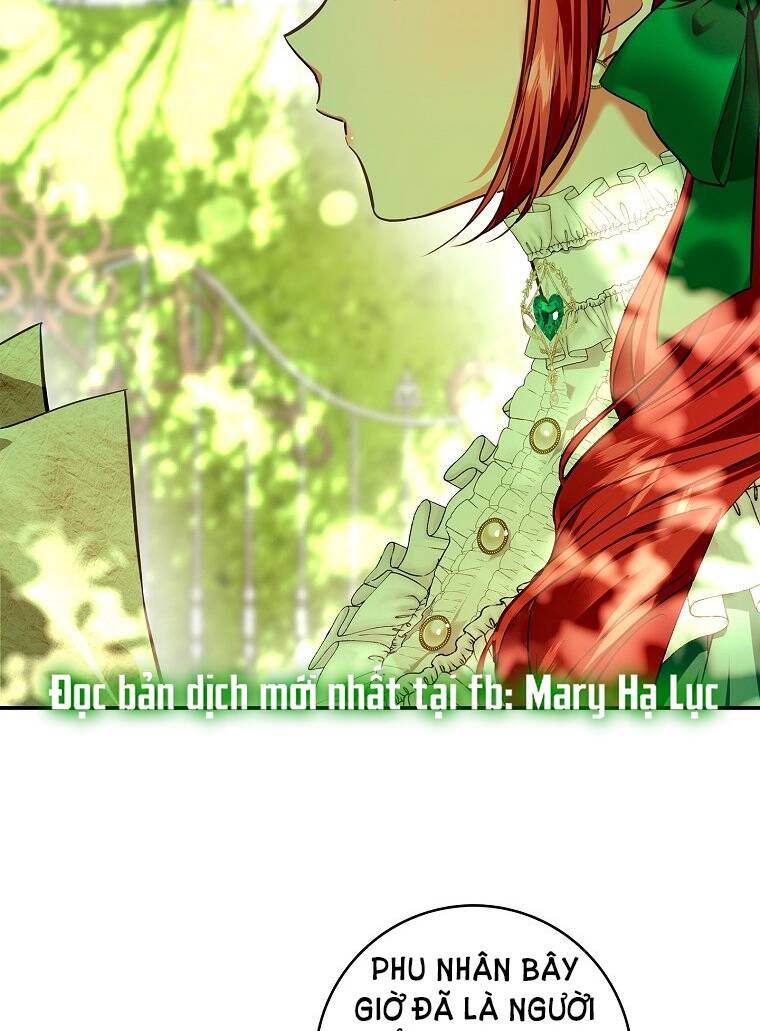 Đọc bản dịch mới nhất tại fb: Mary Hạ Lục
PHU NHÂN BÂY
GIỜ ĐÃ LÀ NGƯỜI